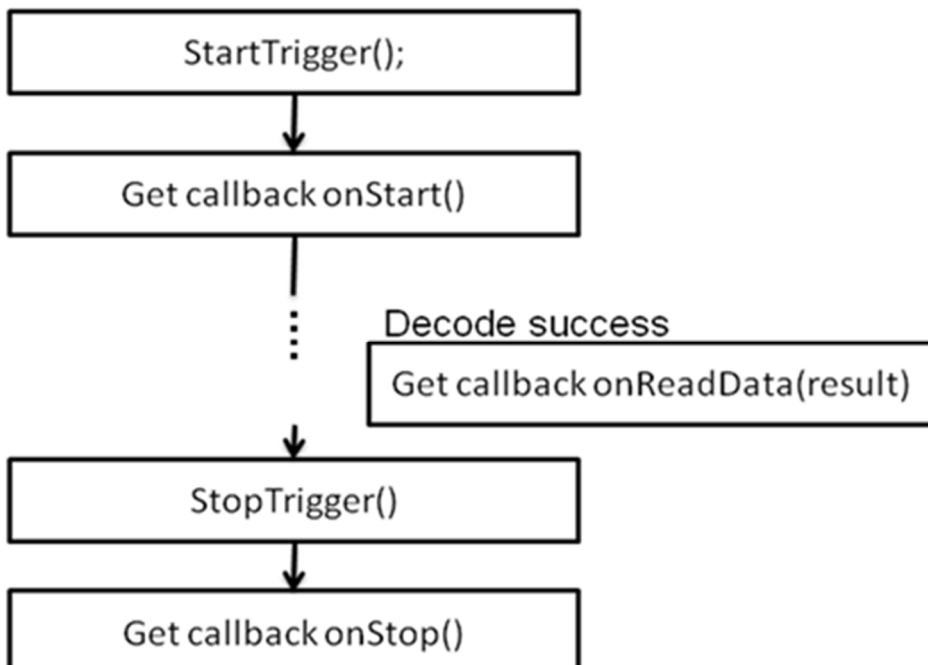 StartTrigger();
Get callback onStart()
Decode success
Get callback onReadData(result)
StopTrigger()
Get callback onStop()